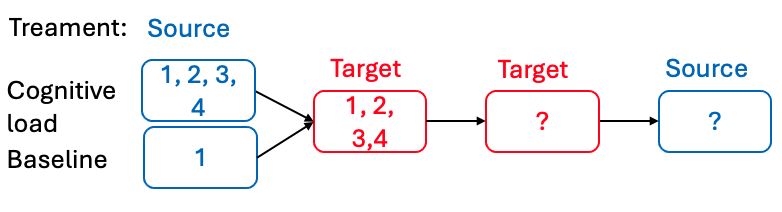 Treament: Source
Cognitive load
1, 2, 3, 4
Baseline
1
Target
1, 2, 3,4
Target
?
Source
?